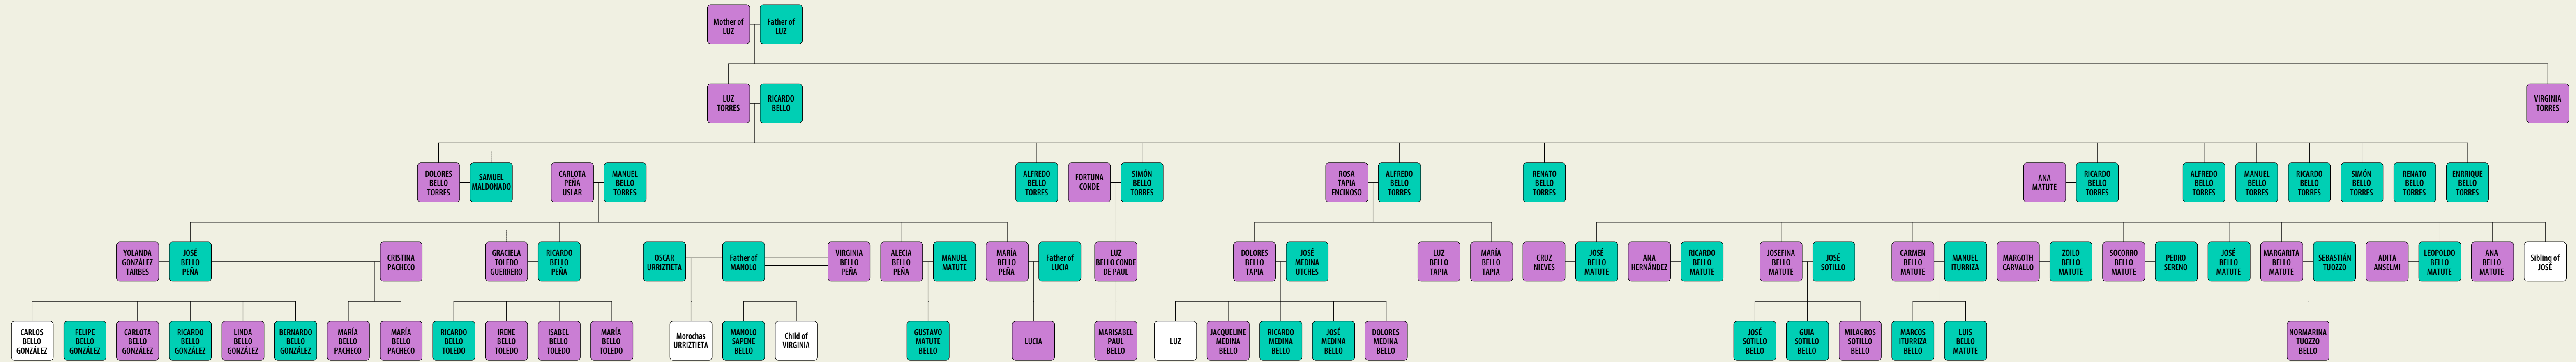 Mother of
LUZ
Father of
LUZ
LUZ
TORRES
RICARDO
BELLO
VIRGINIA
TORRES
DOLORES
BELLO
TORRES
SAMUEL
MALDONADO
CARLOTA
PEÑA
USLAR
MANUEL
BELLO
TORRES
ALFREDO
BELLO
TORRES
FORTUNA
CONDE
SIMÓN
BELLO
TORRES
ROSA
TAPIA
ENCINOSO
ALFREDO
BELLO
TORRES
RENATO
BELLO
TORRES
ANA
MATUTE
RICARDO
BELLO
TORRES
ALFREDO
BELLO
TORRES
MANUEL
BELLO
TORRES
RICARDO
BELLO
TORRES
SIMÓN
BELLO
TORRES
RENATO
BELLO
TORRES
ENRRIQUE
BELLO
TORRES
YOLANDA
GONZÁLEZ
TARBES
JOSÉ
BELLO
PEÑA
CRISTINA
PACHECO
GRACIELA
TOLEDO
GUERRERO
RICARDO
BELLO
PEÑA
OSCAR
URRIZTIETA
Father of
MANOLO
VIRGINIA
BELLO
PEÑA
ALECIA
BELLO
PEÑA
MANUEL
MATUTE
MARÍA
BELLO
PEÑA
Father of
LUCIA
LUZ
BELLO CONDE
DE PAUL
DOLORES
BELLO
TAPIA
JOSÉ
MEDINA
UTCHES
LUZ
BELLO
TAPIA
MARÍA
BELLO
TAPIA
CRUZ
NIEVES
JOSÉ
BELLO
MATUTE
ANA
HERNÁNDEZ
RICARDO
BELLO
MATUTE
JOSEFINA
BELLO
MATUTE
JOSÉ
SOTILLO
CARMEN
BELLO
MATUTE
MANUEL
ITURRIZA
MARGOTH
CARVALLO
ZOILO
BELLO
MATUTE
SOCORRO
BELLO
MATUTE
PEDRO
SERENO
JOSÉ
BELLO
MATUTE
MARGARITA
BELLO
MATUTE
SEBASTIÁN
TUOZZO
ADITA
ANSELMI
LEOPOLDO
BELLO
MATUTE
ANA
BELLO
MATUTE
Sibling of
JOSÉ
CARLOS
BELLO
GONZÁLEZ
FELIPE
BELLO
GONZÁLEZ
CARLOTA
BELLO
GONZÁLEZ
RICARDO
BELLO
GONZÁLEZ
LINDA
BELLO
GONZÁLEZ
BERNARDO
BELLO
GONZÁLEZ
MARÍA
BELLO
PACHECO
MARÍA
BELLO
PACHECO
RICARDO
BELLO
TOLEDO
IRENE
BELLO
TOLEDO
ISABEL
BELLO
TOLEDO
MARÍA
BELLO
TOLEDO
Morochas
URRIZTIETA
MANOLO
SAPENE
BELLO
Child of
VIRGINIA
GUSTAVO
MATUTE
BELLO
LUCIA
MARISABEL
PAUL
BELLO
LUZ
JACQUELINE
MEDINA
BELLO
RICARDO
MEDINA
BELLO
JOSÉ
MEDINA
BELLO
DOLORES
MEDINA
BELLO
JOSÉ
SOTILLO
BELLO
GUIA
SOTILLO
BELLO
MILAGROS
SOTILLO
BELLO
MARCOS
ITURRIZA
BELLO
LUIS
BELLO
MATUTE
NORMARINA
TUOZZO
BELLO